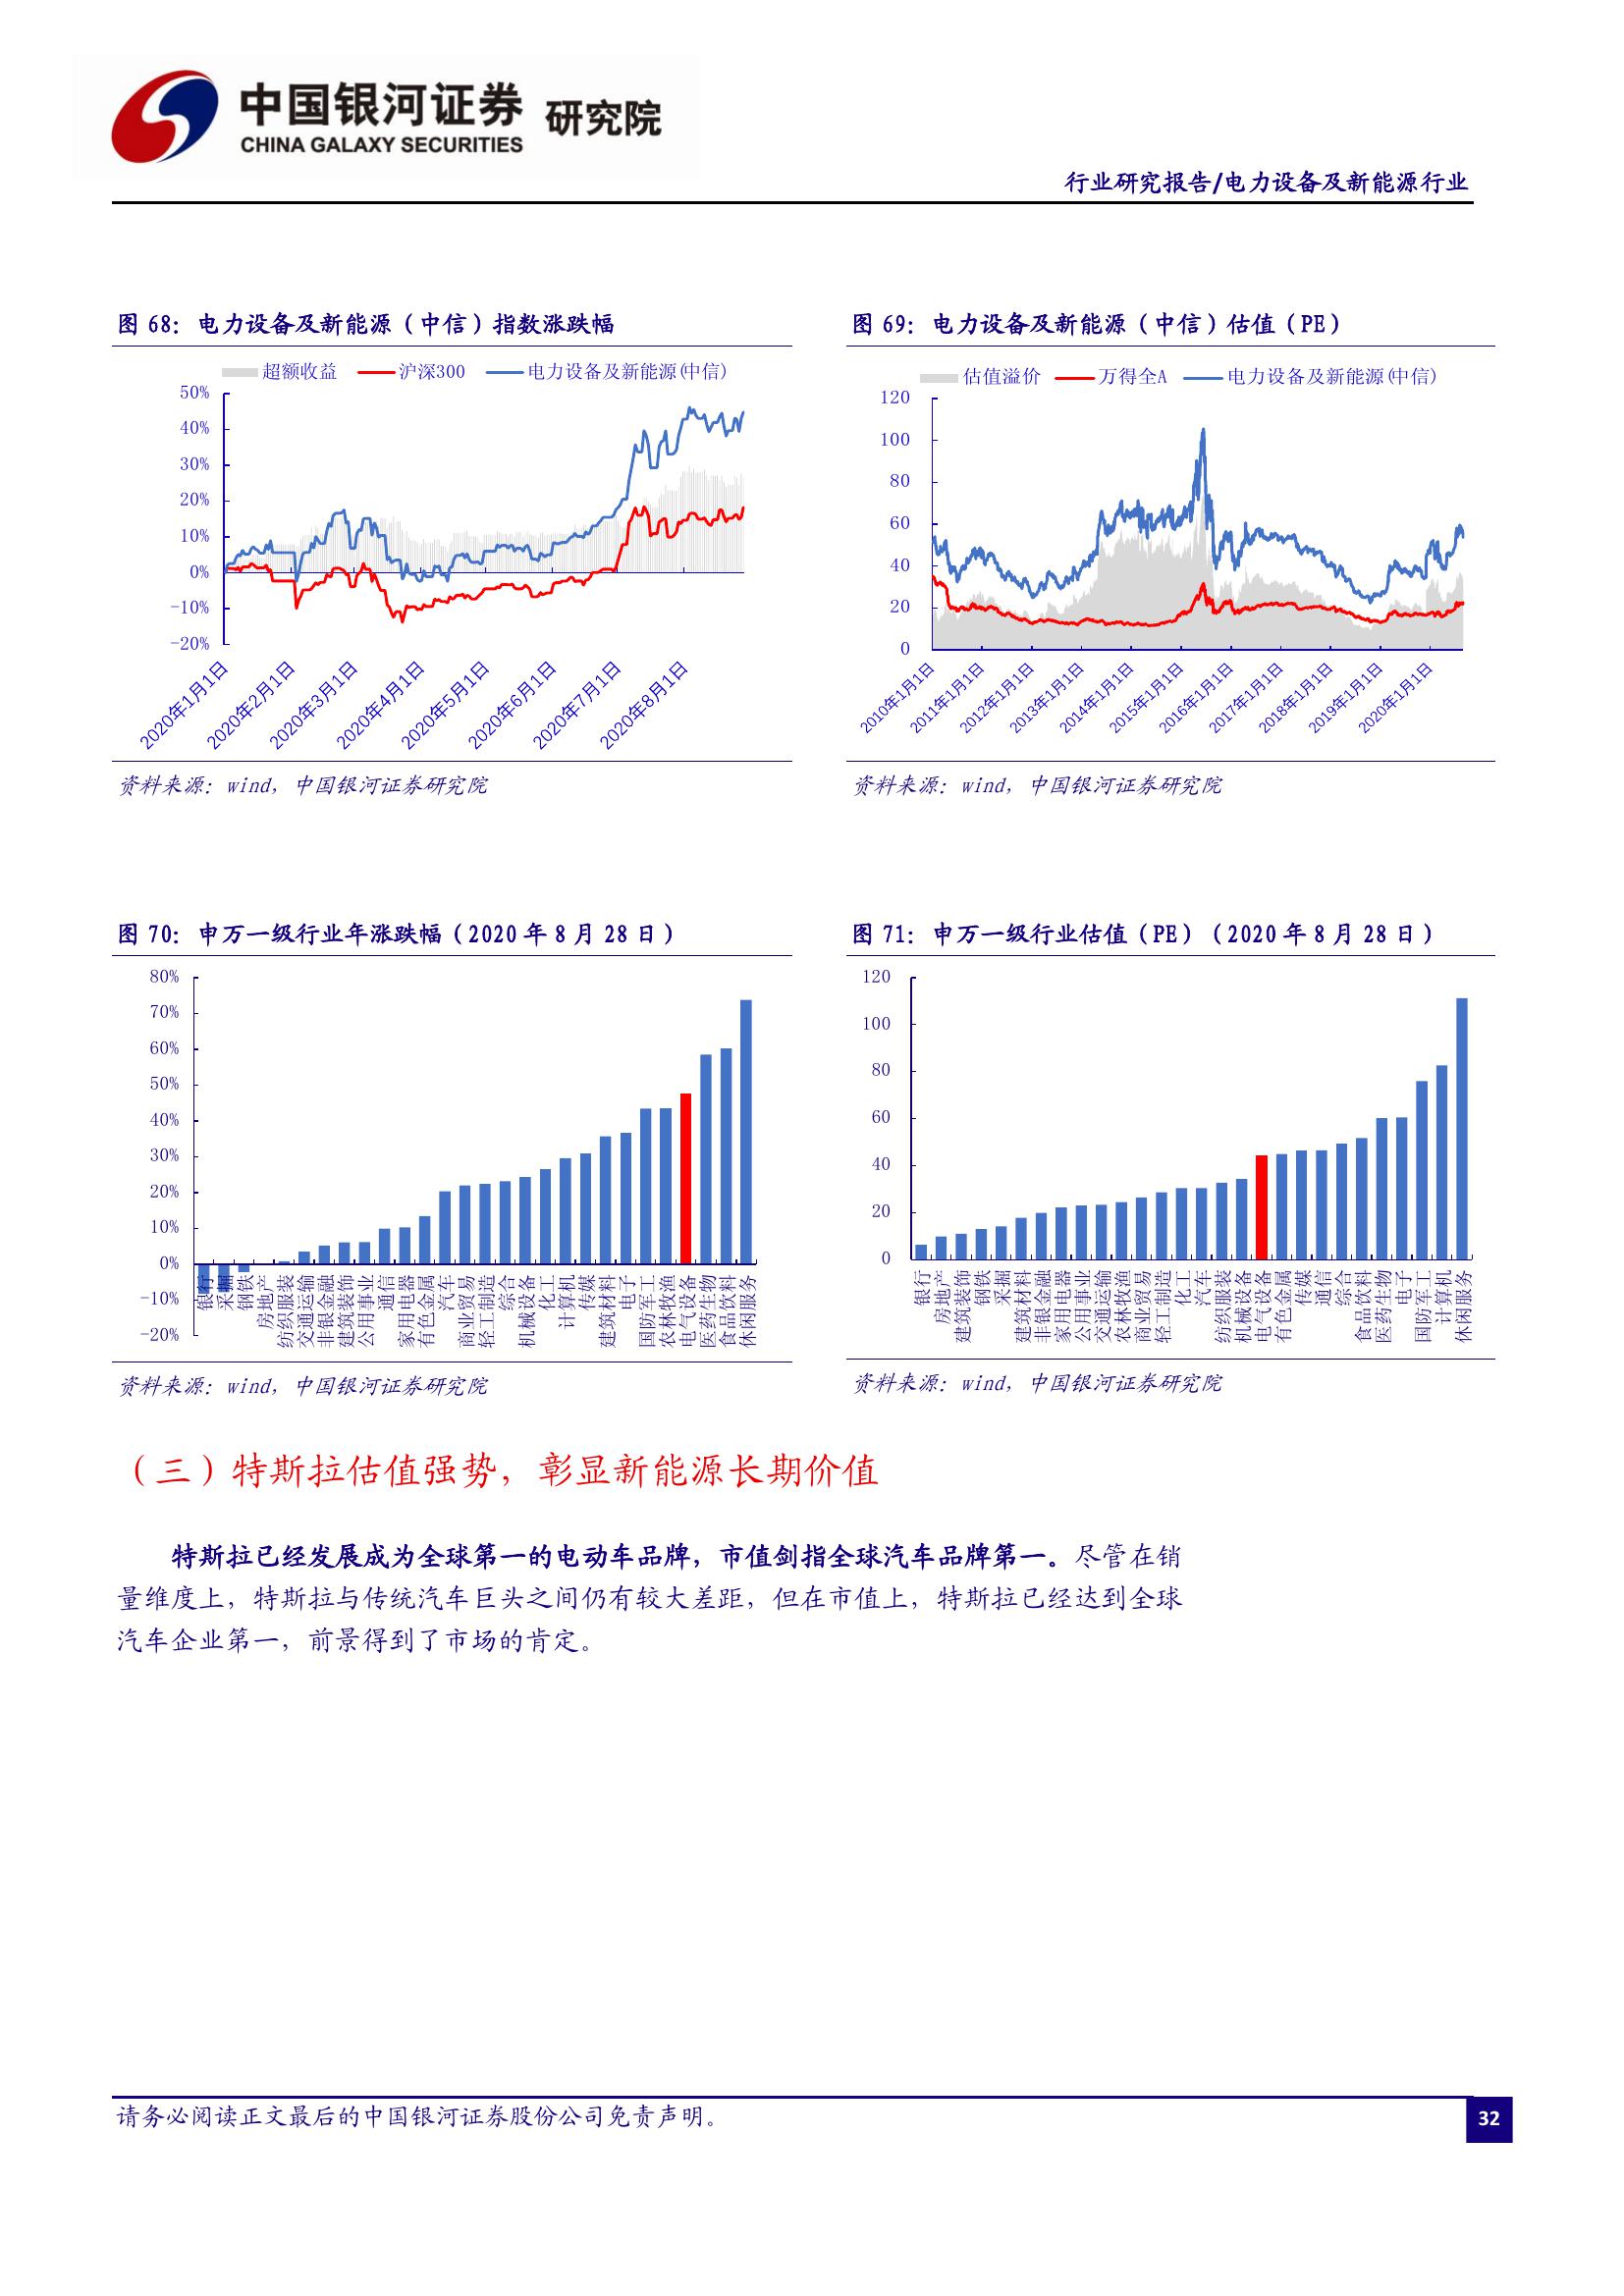 中国银河证券 研究院
CHINA GALAXY SECURITIES
行业研究报告/电力设备及新能源行业
图 68：电力设备及新能源（中信）指数涨跌幅
超额收益 沪深300 电力设备及新能源(中信)
50%
40%
30%
20%
10%
0%
-10%
-20%
2020年1月1日
2020年2月1日
2020年3月1日
2020年4月1日
2020年5月1日
2020年6月1日
2020年7月1日
2020年8月1日
资料来源：wind，中国银河证券研究院
图 69：电力设备及新能源（中信）估值（PE）
估值溢价 万得全A 电力设备及新能源(中信)
120
100
80
60
40
20
0
2010年1月1日
2011年1月1日
2012年1月1日
2013年1月1日
2014年1月1日
2015年1月1日
2016年1月1日
2017年1月1日
2018年1月1日
2019年1月1日
2020年1月1日
资料来源：wind，中国银河证券研究院
图 70：申万一级行业年涨跌幅（2020 年 8 月 28 日）
80%
70%
60%
50%
40%
30%
20%
10%
0%
-10%
-20%
银行
采掘
钢铁
房地产
纺织服装
交通运输
非银金融
建筑装饰
公用事业
通信
家用电器
有色金属
汽车
商业贸易
轻工制造
综合
机械设备
化工
计算机
传媒
建筑材料
电子
国防军工
农林牧渔
电气设备
医药生物
食品饮料
休闲服务
资料来源：wind，中国银河证券研究院
图 71：申万一级行业估值（PE）（2020 年 8 月 28 日）
120
100
80
60
40
20
0
银行
房地产
建筑装饰
钢铁
采掘
建筑材料
非银金融
家用电器
公用事业
交通运输
农林牧渔
商业贸易
轻工制造
化工
汽车
纺织服装
机械设备
电气设备
有色金属
传媒
通信
综合
食品饮料
医药生物
电子
国防军工
计算机
休闲服务
资料来源：wind，中国银河证券研究院
（三）特斯拉估值强势，彰显新能源长期价值
特斯拉已经发展成为全球第一的电动车品牌，市值剑指全球汽车品牌第一。尽管在销
量维度上，特斯拉与传统汽车巨头之间仍有较大差距，但在市值上，特斯拉已经达到全球
汽车企业第一，前景得到了市场的肯定。
请务必阅读正文最后的中国银河证券股份公司免责声明。
32